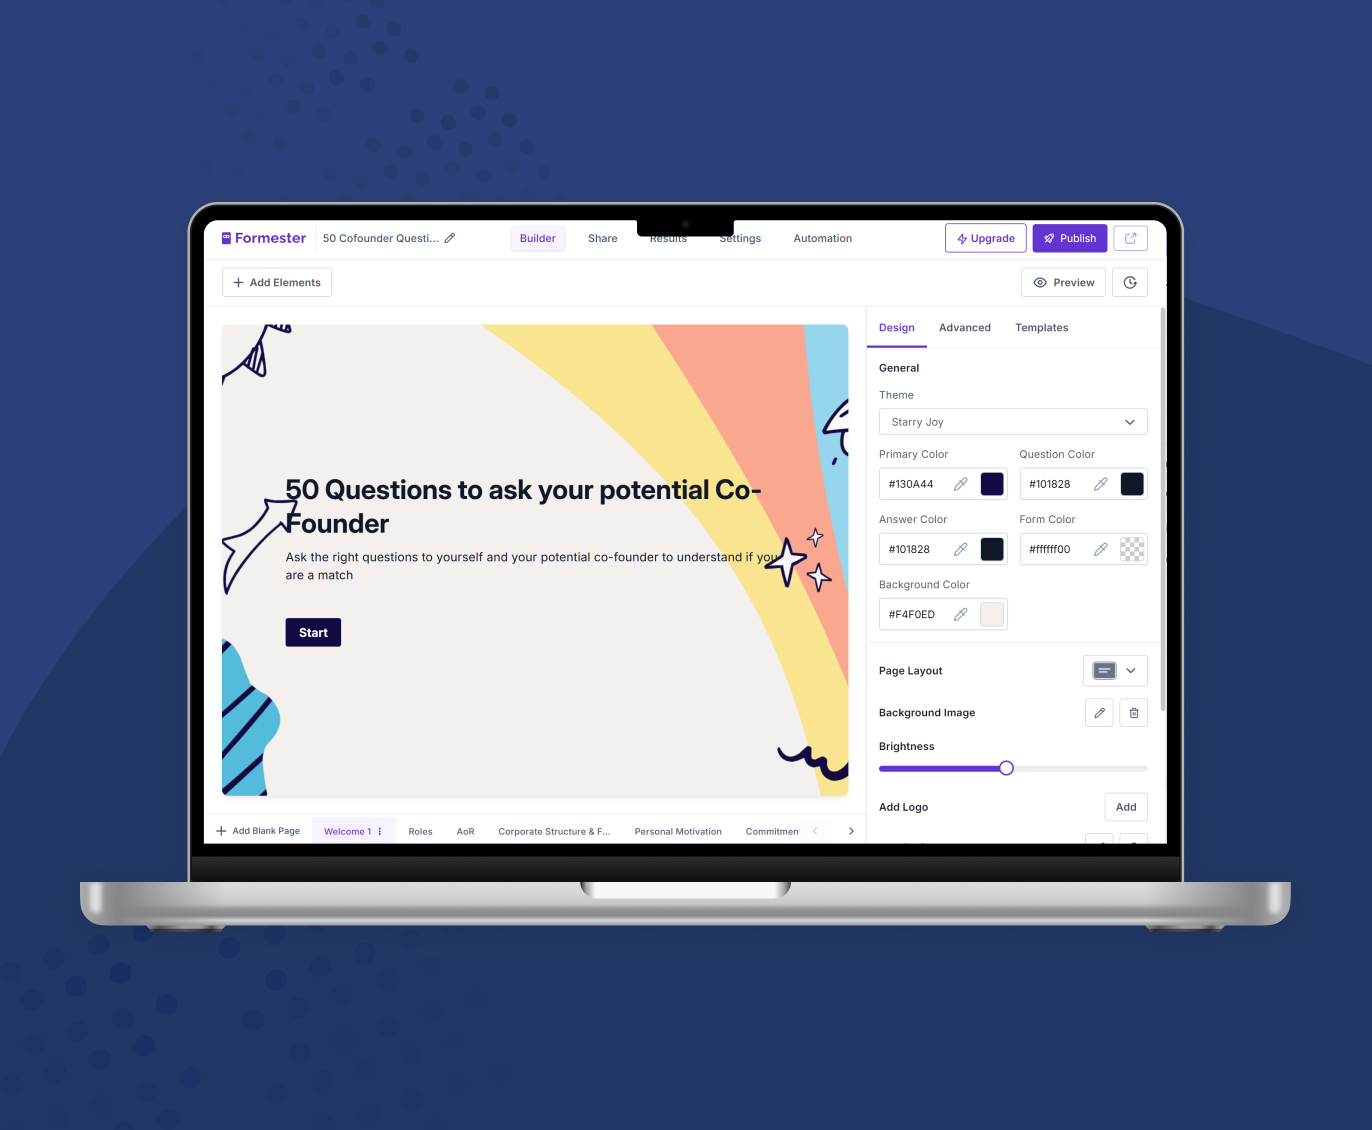 Formester
50 Cofounder Questi...
Builder
Share
Results
Settings
Automation
Upgrade
Publish
Add Elements
Preview
50 Questions to ask your potential Co-
Founder
Ask the right questions to yourself and your potential co-founder to understand if you
are a match
Start
Design
Advanced
Templates
General
Theme
Starry Joy
Primary Color
Question Color
#130A44
#101828
Answer Color
Form Color
#101828
#ffffff00
Background Color
#F4F0ED
Page Layout
Background Image
Brightness
Add Logo
Add
Add Blank Page
Welcome 1
Roles
AoR
Corporate Structure & F...
Personal Motivation
Commitmen